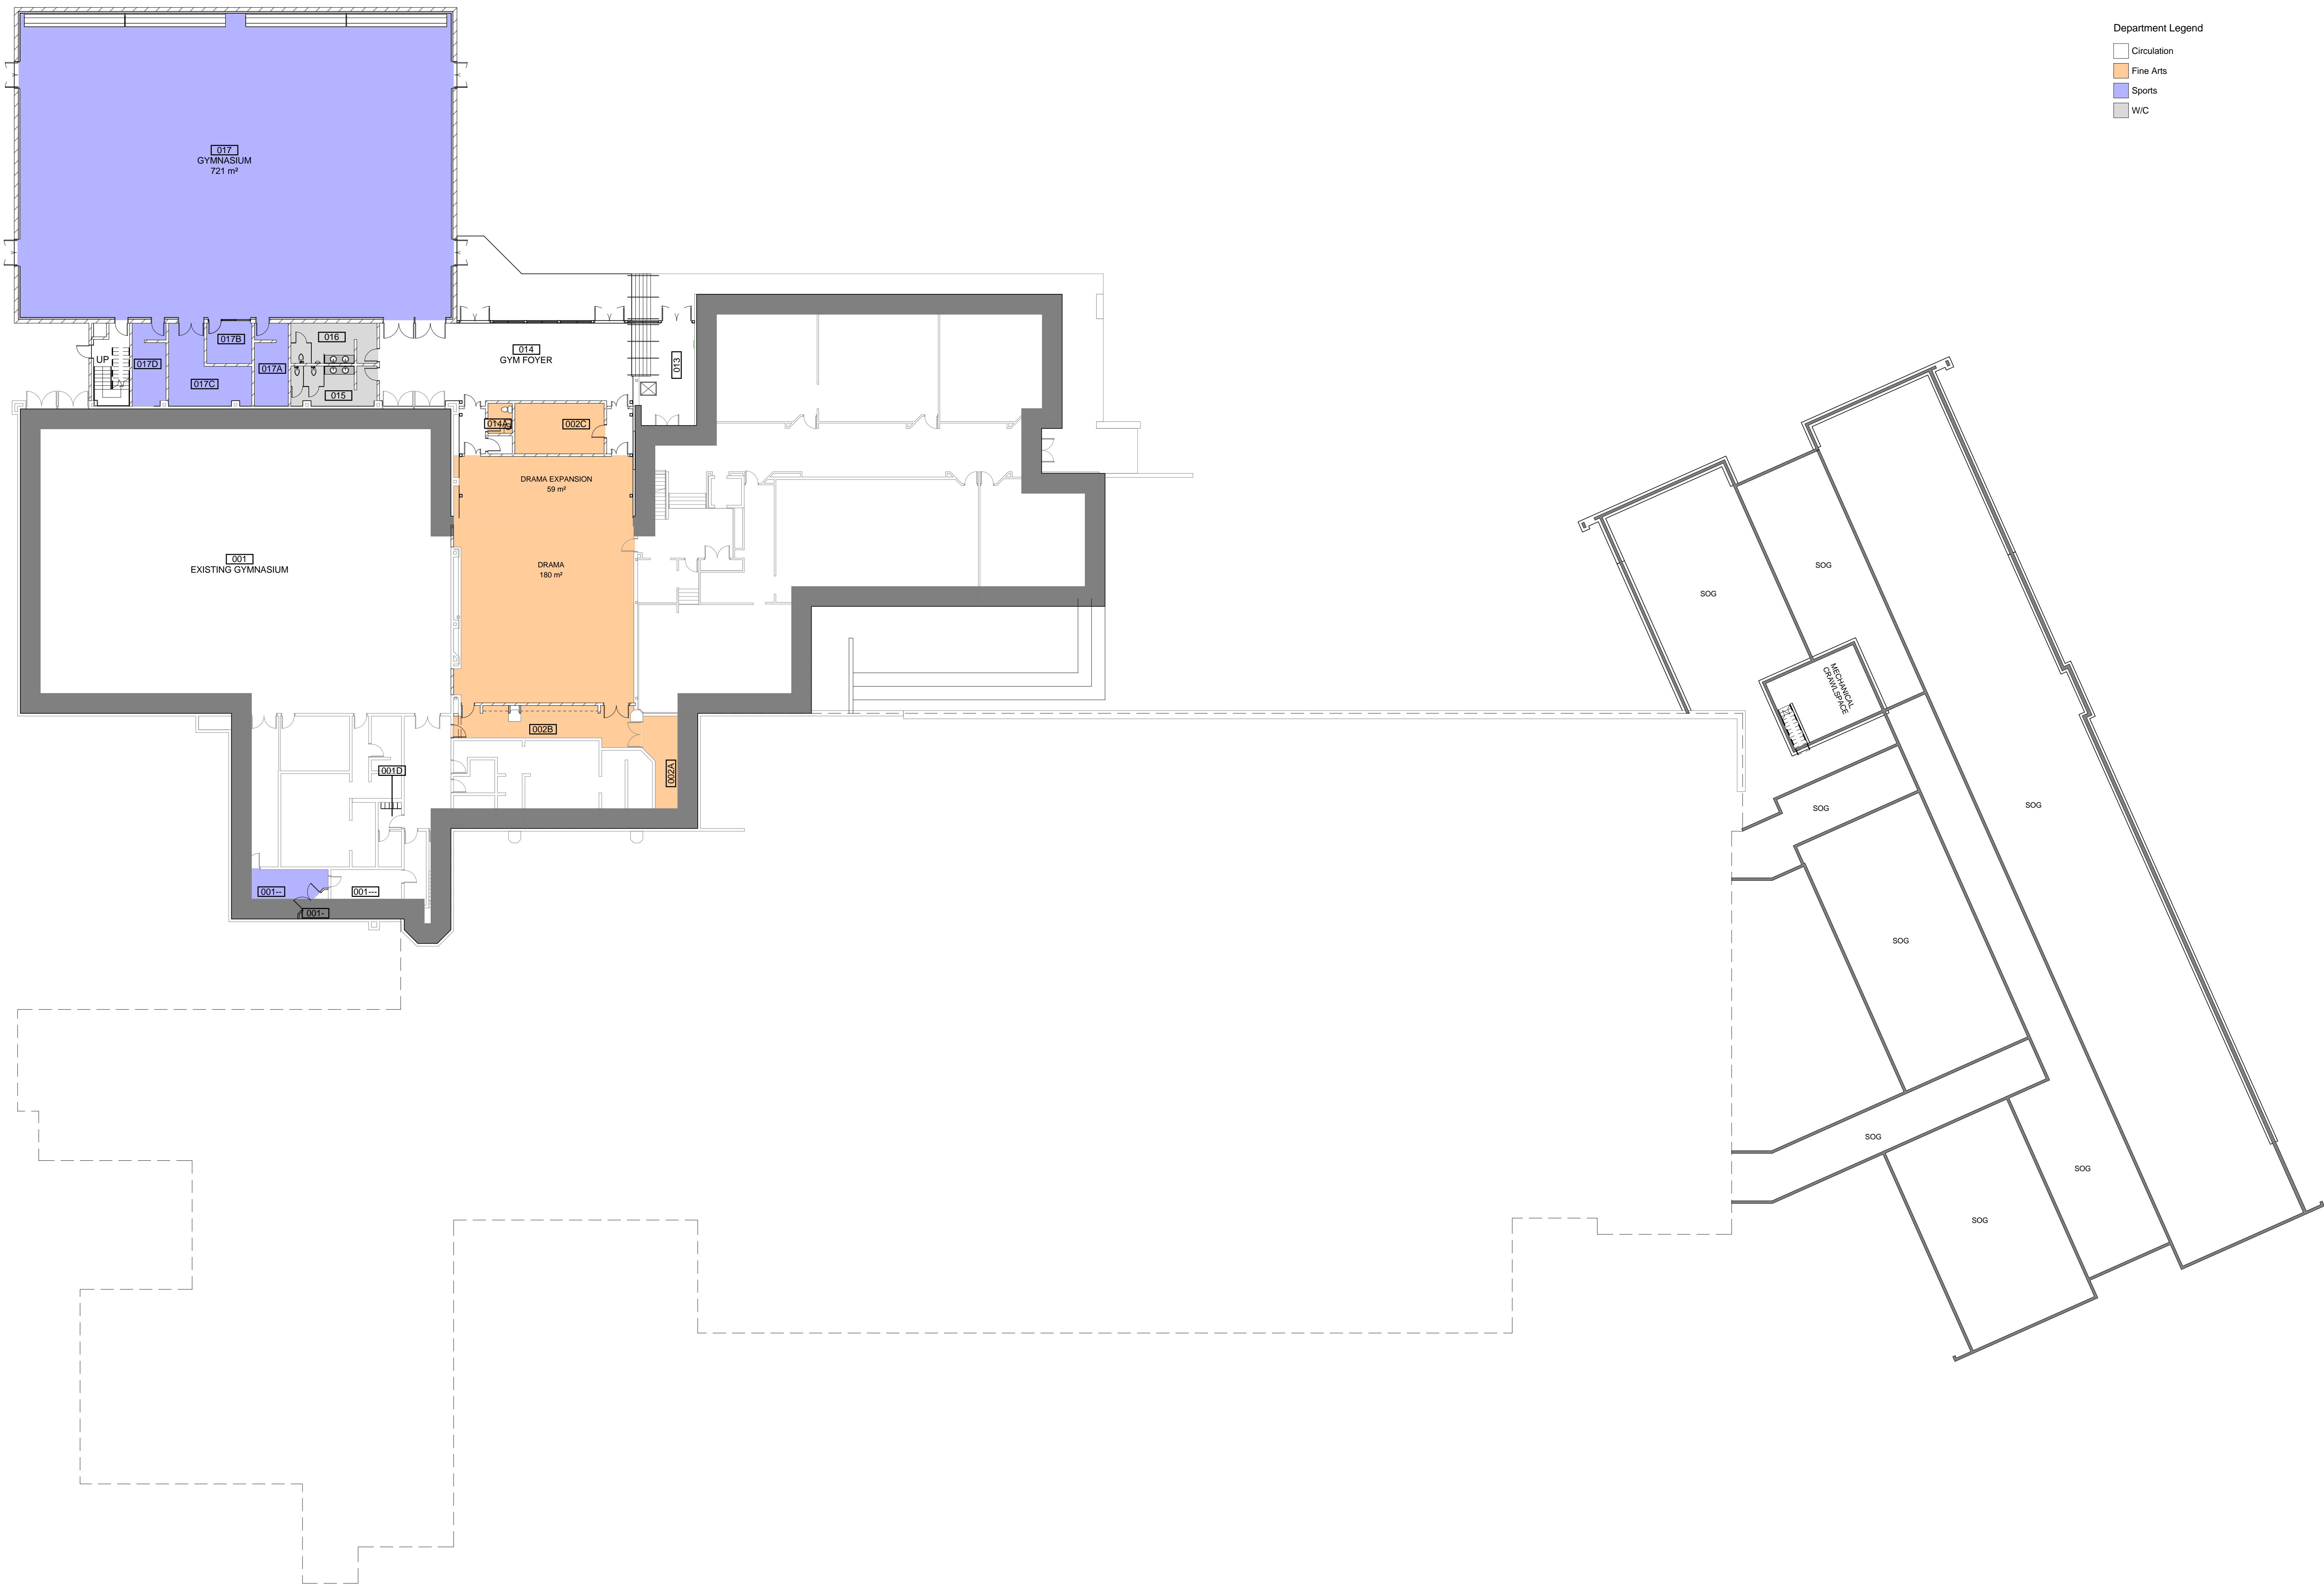 Department Legend
Circulation
Fine Arts
Sports
W/C
017
GYMNASIUM
721 m²
016
017B
014
GYM FOYER
UP
017D
017A
013
017C
015
014A
002C
DRAMA EXPANSION
59 m²
001
EXISTING GYMNASIUM
DRAMA
180 m²
SOG
SOG
MECHANICAL
CRAWLSPACE
002B
001D
002A
SOG
SOG
001--
001---
001-
SOG
SOG
SOG
SOG